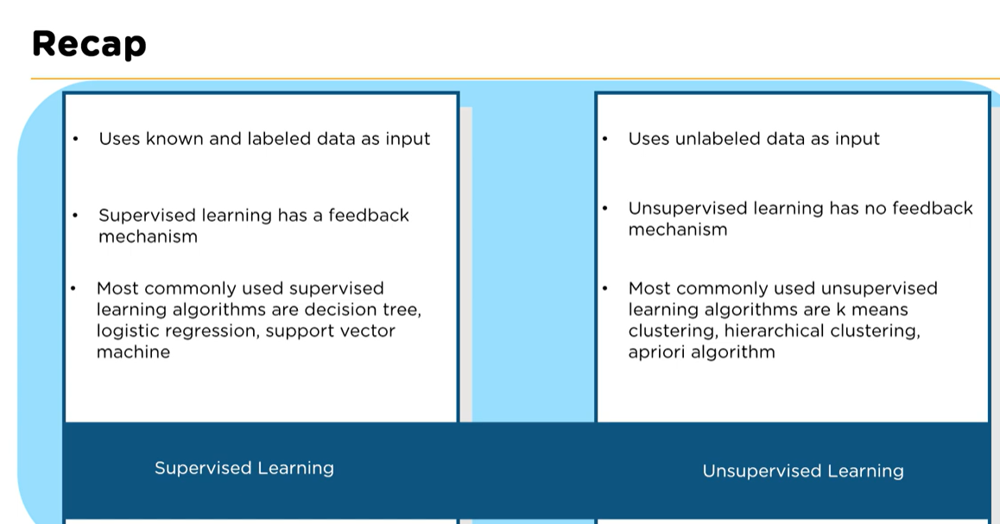 Recap
• Uses known and labeled data as input
• Supervised learning has a feedback
mechanism
• Most commonly used supervised
learning algorithms are decision tree,
logistic regression, support vector
machine
Supervised Learning
• Uses unlabeled data as input
• Unsupervised learning has no feedback
mechanism
• Most commonly used unsupervised
learning algorithms are k means
clustering, hierarchical clustering,
apriori algorithm
Unsupervised Learning